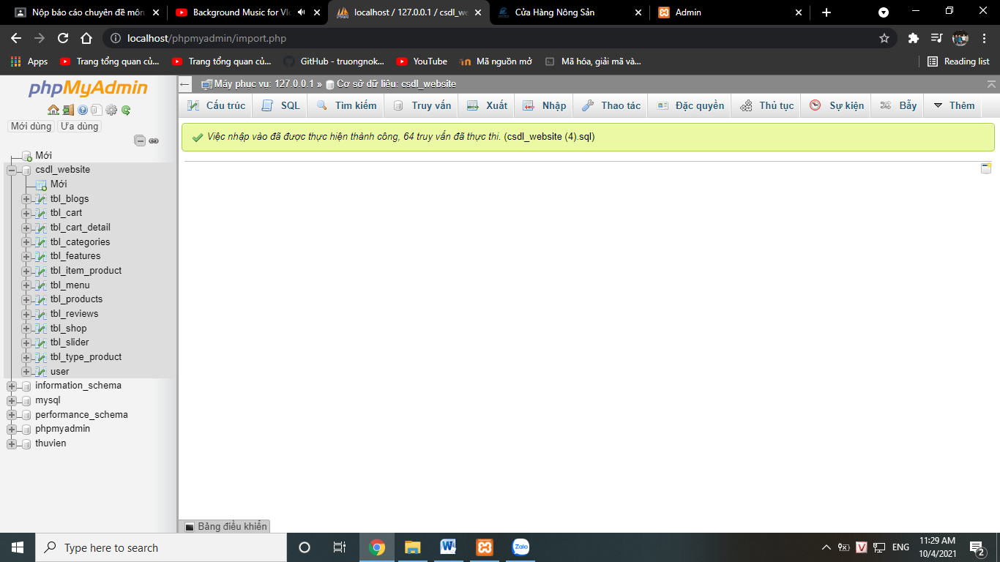 Nộp báo cáo chuyên đề môn
Background Music for Vlo
localhost / 127.0.0.1 / csdl_we
Cửa Hàng Nông Sản
Admin
localhost/phpmyadmin/import.php
Apps
Trang tổng quan củ...
Trang tổng quan củ...
GitHub - truongnok...
YouTube
Mã nguồn mở
Mã hóa, giải mã và...
Reading list
phpMyAdmin
Mới dùng
Ưa dùng
Mới
csdl_website
Mới
tbl_blogs
tbl_cart
tbl_cart_detail
tbl_categories
tbl_features
tbl_item_product
tbl_menu
tbl_products
tbl_reviews
tbl_shop
tbl_slider
tbl_type_product
user
information_schema
mysql
performance_schema
phpmyadmin
thuvien
Máy phục vụ: 127.0.0.1 » Cơ sở dữ liệu: csdl_website
Cấu trúc
SQL
Tìm kiếm
Truy vấn
Xuất
Nhập
Thao tác
Đặc quyền
Thủ tục
Sự kiện
Bẫy
Thêm
Việc nhập vào đã được thực hiện thành công, 64 truy vấn đã thực thi. (csdl_website (4).sql)
Bảng điều khiển
Type here to search
Zalo
V
ENG
11:29 AM
10/4/2021
2